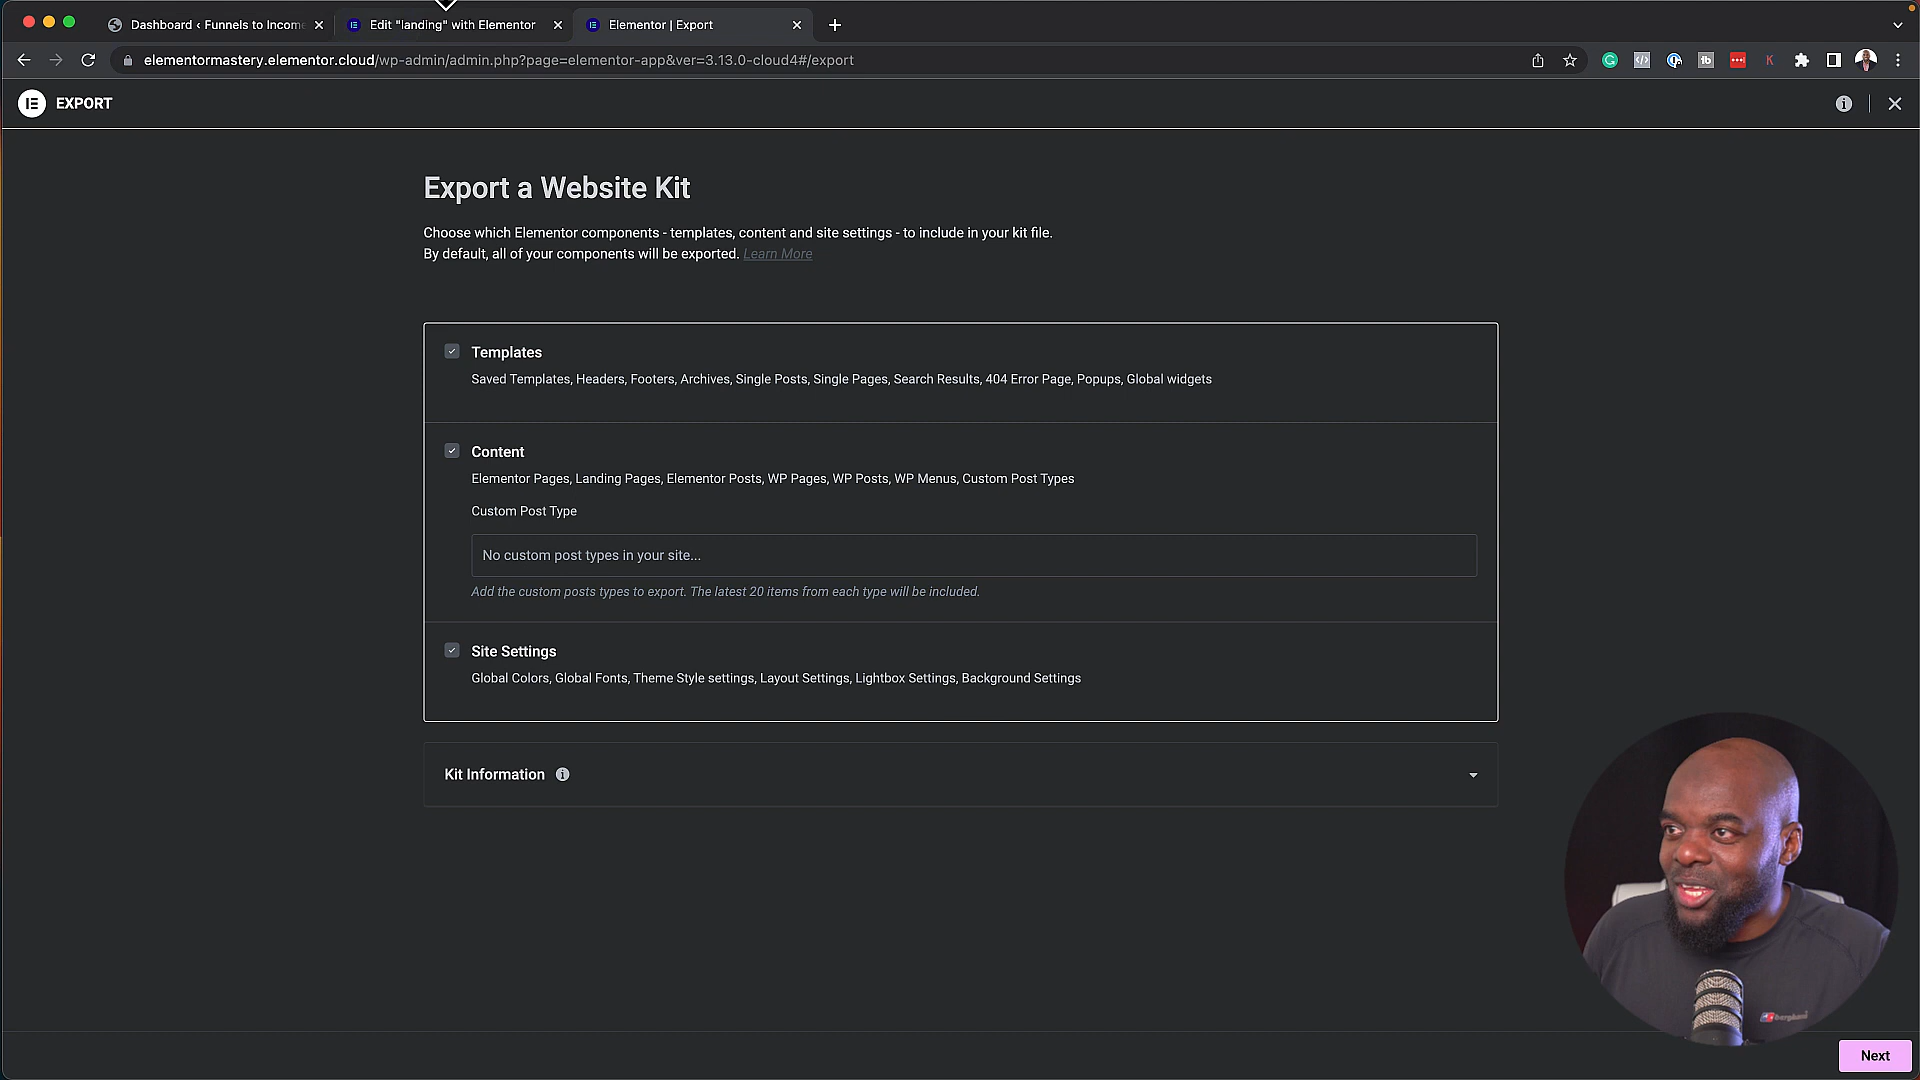 Dashboard ‹ Funnels to Income
Edit "landing" with Elementor
Elementor | Export
elementormastery.elementor.cloud/wp-admin/admin.php?page=elementor-app&ver=3.13.0-cloud4#/export
EXPORT
Export a Website Kit
Choose which Elementor components - templates, content and site settings - to include in your kit file.
By default, all of your components will be exported. Learn More
Templates
Saved Templates, Headers, Footers, Archives, Single Posts, Single Pages, Search Results, 404 Error Page, Popups, Global widgets
Content
Elementor Pages, Landing Pages, Elementor Posts, WP Pages, WP Posts, WP Menus, Custom Post Types
Custom Post Type
No custom post types in your site...
Add the custom posts types to export. The latest 20 items from each type will be included.
Site Settings
Global Colors, Global Fonts, Theme Style settings, Layout Settings, Lightbox Settings, Background Settings
Kit Information
berghaus
Next